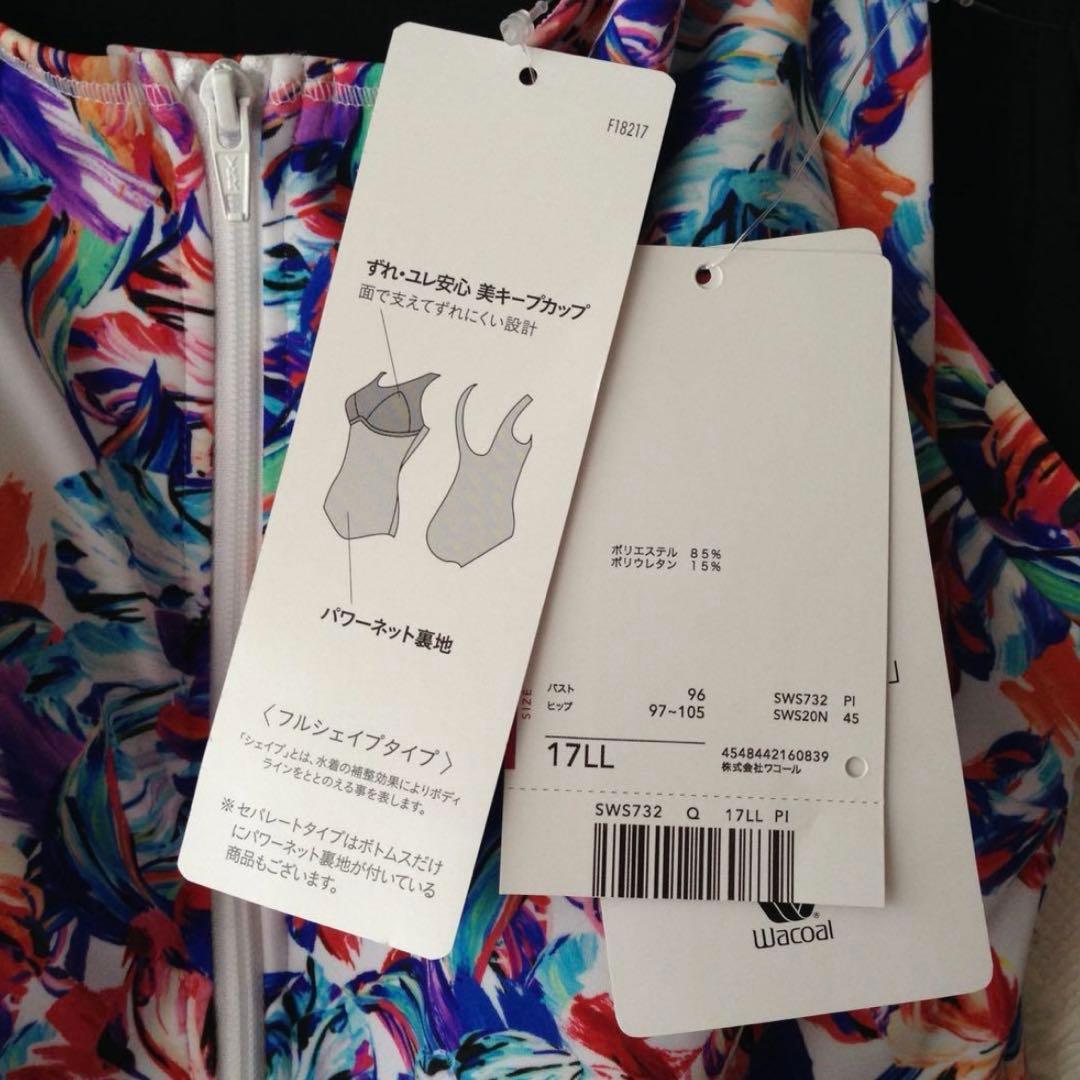 YKK
F18217
ずれ・ユレ安心 美キープカップ
面で支えてずれにくい設計
パワーネット裏地
〈フルシェイプタイプ〉
「シェイプ」とは、水着の補整効果によりボディ
ラインをととのえる事を表します。
※セパレートタイプはボトムスだけ
にパワーネット裏地が付いている
商品もございます。
ポリエステル 85%
ポリウレタン 15%
SIZE
バスト 96
ヒップ 97~105
17LL
SWS732 PI
SWS20N 45
4548442160839
株式会社ワコール
SWS732 Q 17LL PI
Wacoal